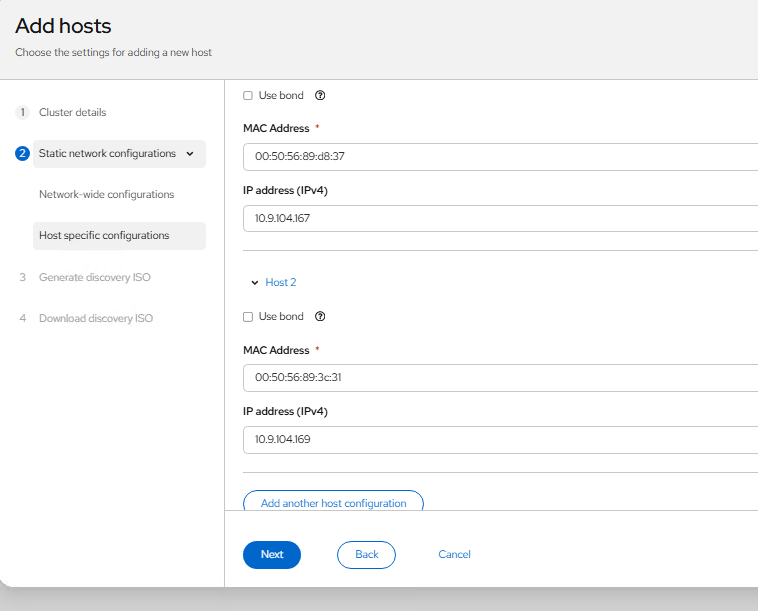 Add hosts
Choose the settings for adding a new host
1 Cluster details
2 Static network configurations
Network-wide configurations
Host specific configurations
3 Generate discovery ISO
4 Download discovery ISO
Use bond
MAC Address *
00:50:56:89:d8:37
IP address (IPv4)
10.9.104.167
Host 2
Use bond
MAC Address *
00:50:56:89:3c:31
IP address (IPv4)
10.9.104.169
Add another host configuration
Next Back Cancel